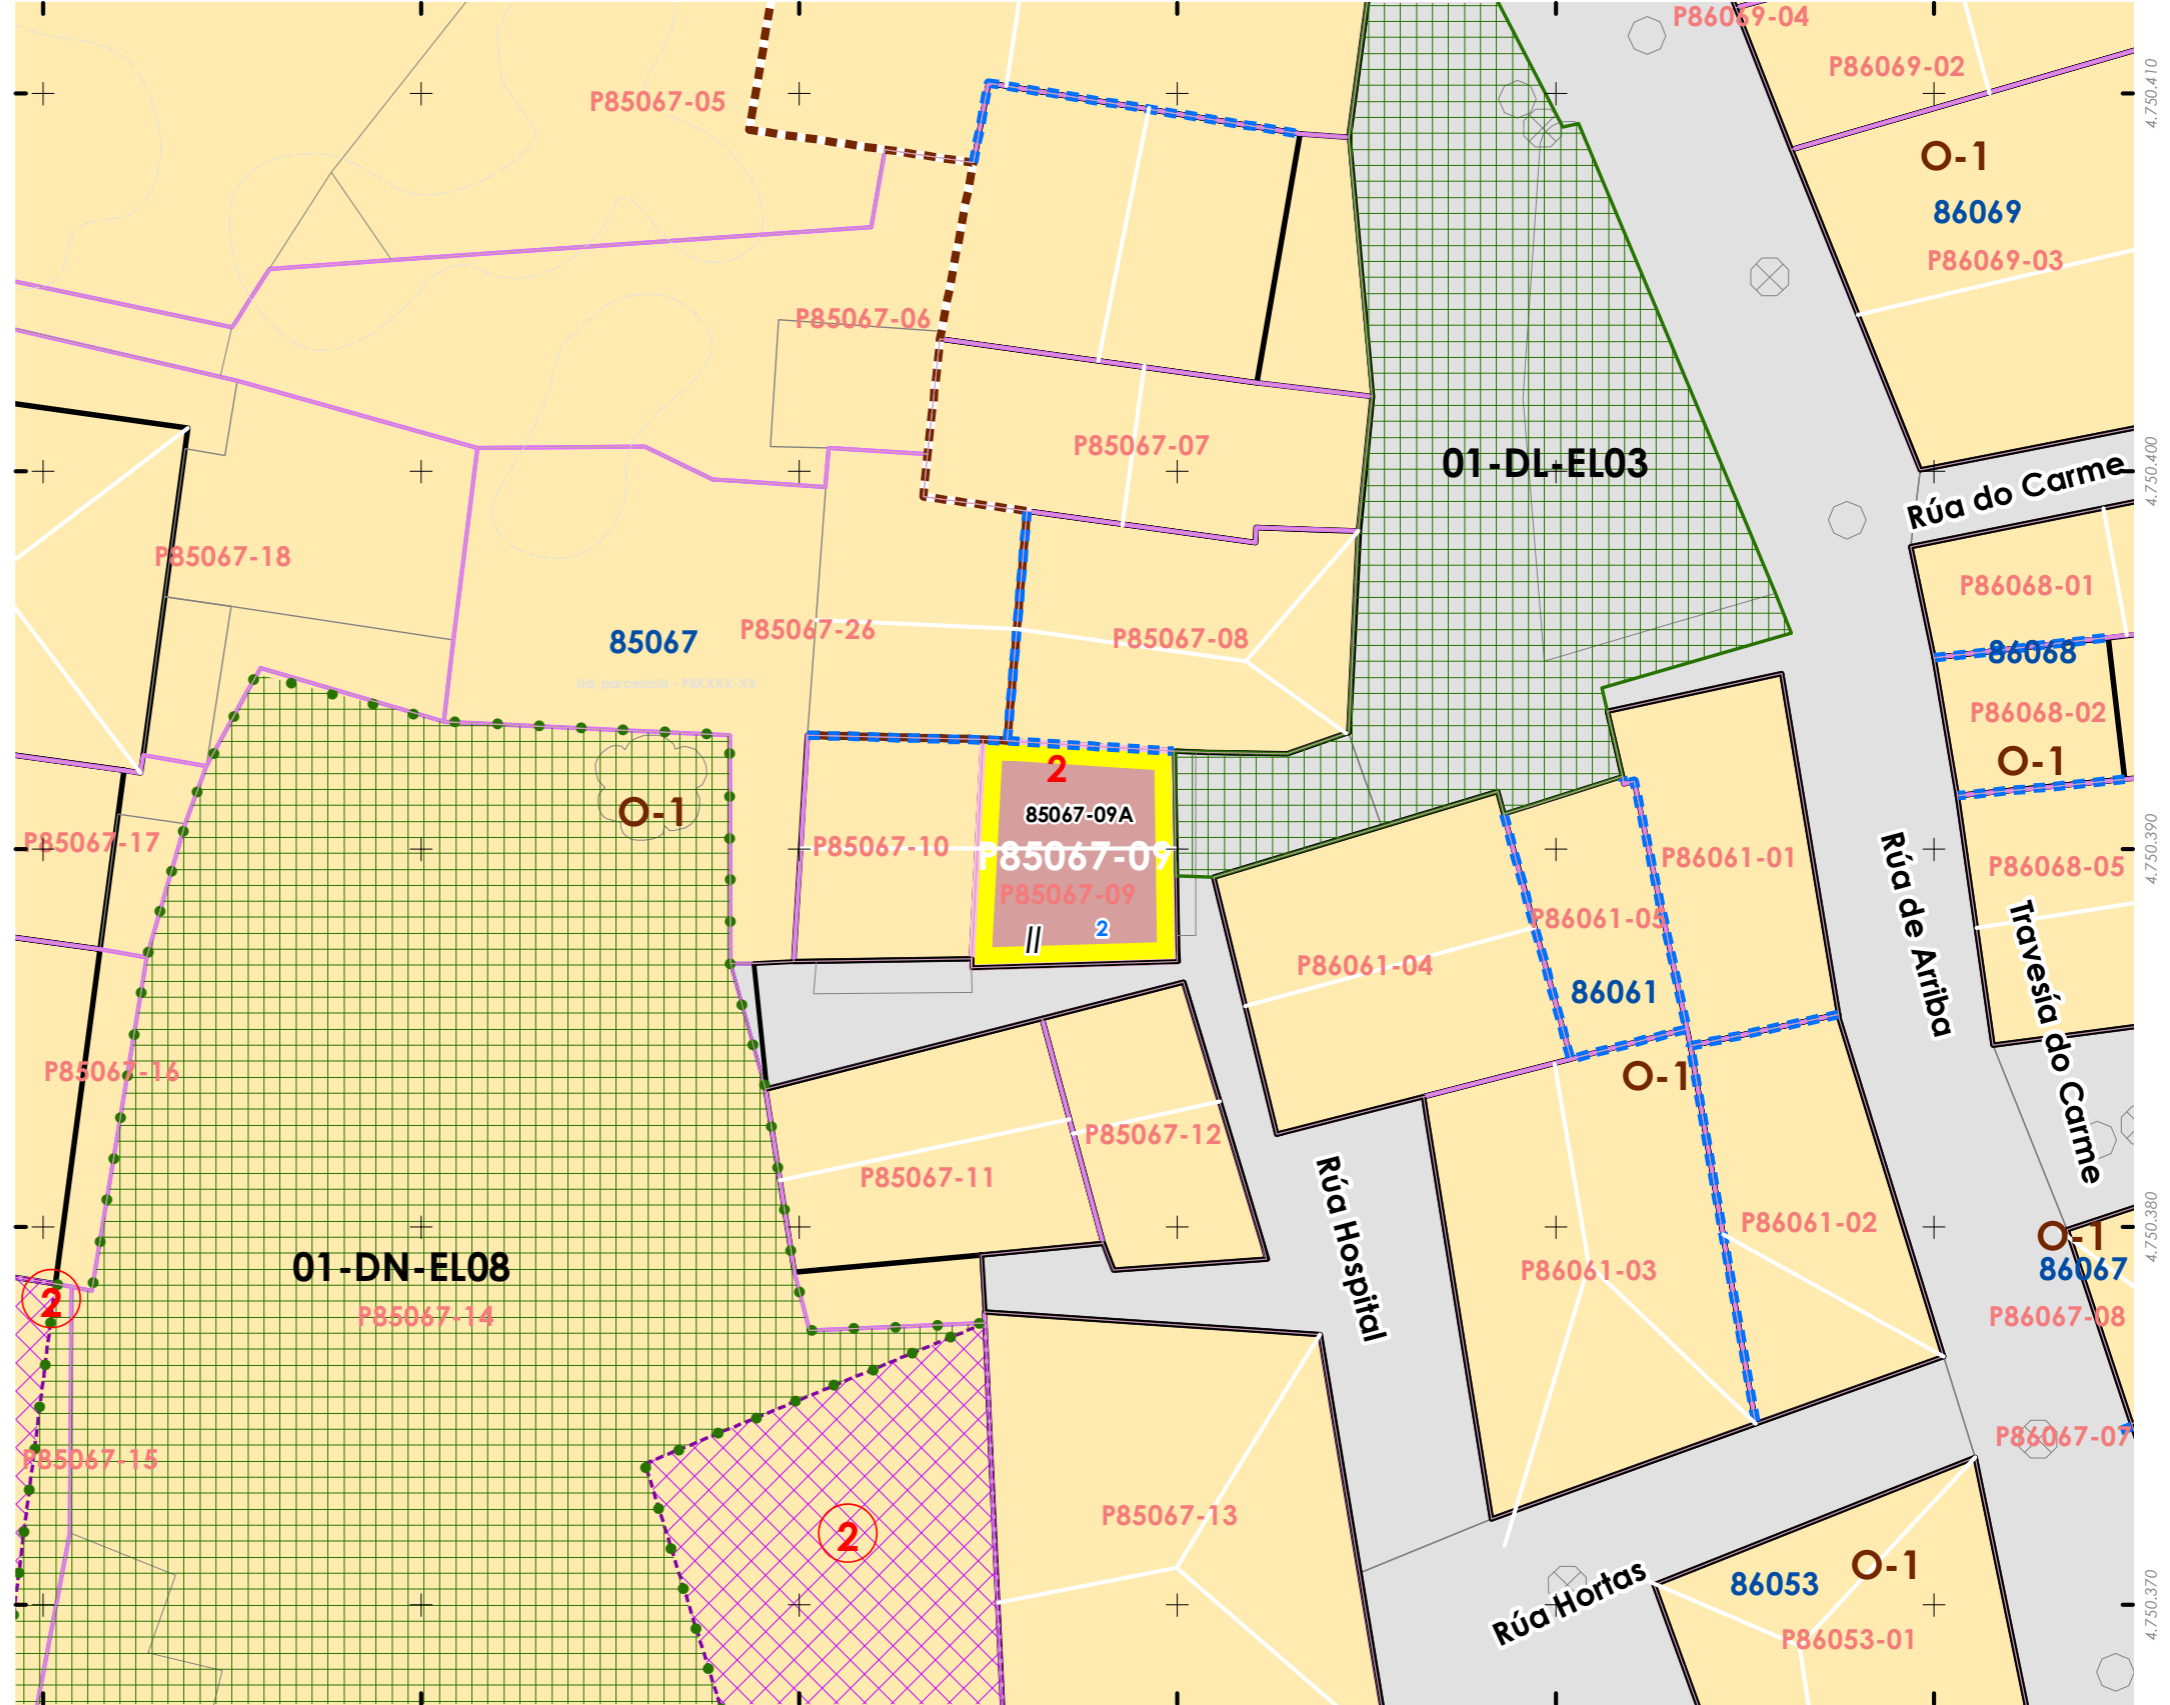 P86069-04
P86069-02
P85067-05
4.750.410
O-1
86069
P86069-03
P85067-06
P85067-07
01-DL-EL03
Rúa do Carme
4.750.400
P85067-18
P86068-01
85067
P85067-26
P85067-08
86068
Ud. parcelaria - P8XXXX-XX
P86068-02
O-1
2
O-1
85067-09A
P85067-17
P85067-10
P85067-09
P86061-01
4.750.390
P86068-05
P85067-09
2
II
P86061-05
P86061-04
86061
Rúa de Arriba
Travesía do Carme
P85067-16
O-1
P85067-12
P85067-11
P86061-02
4.750.380
O-1
86067
01-DN-EL08
Rúa Hospital
P86061-03
2
P85067-14
P86067-08
P86067-07
P85067-15
P85067-13
2
O-1
86053
Rúa Hortas
4.750.370
P86053-01